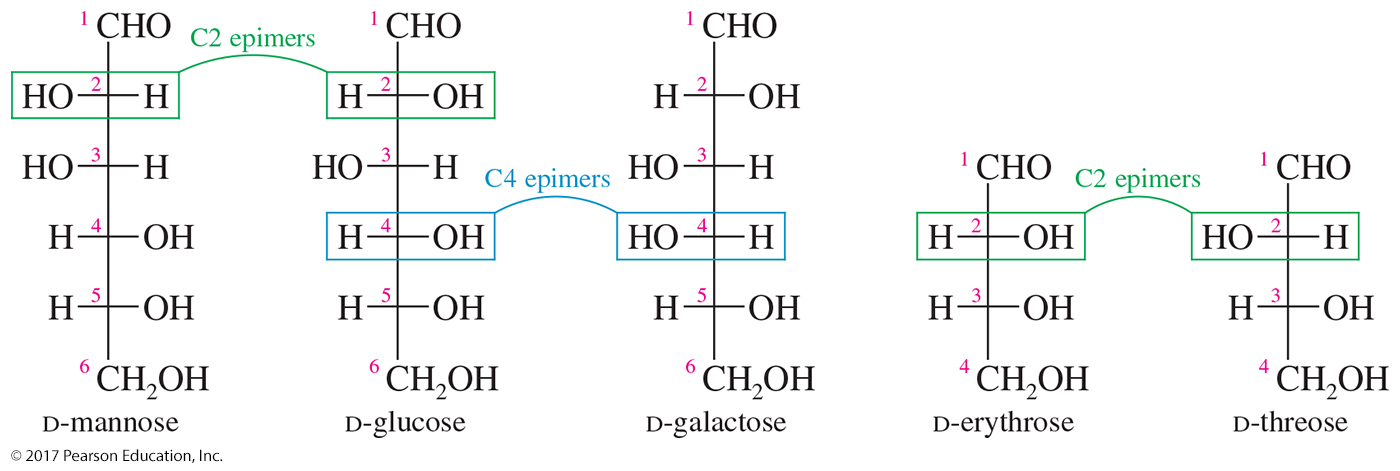 1 CHO C2 epimers 1 CHO 1 CHO
HO 2 H H 2 OH H 2 OH
HO 3 H HO 3 H C4 epimers HO 3 H 1 CHO C2 epimers 1 CHO
H 4 OH H 4 OH HO 4 H H 2 OH HO 2 H
H 5 OH H 5 OH H 5 OH H 3 OH H 3 OH
6 CH₂OH 6 CH₂OH 6 CH₂OH 4 CH₂OH 4 CH₂OH
D-mannose D-glucose D-galactose D-erythrose D-threose
© 2017 Pearson Education, Inc.